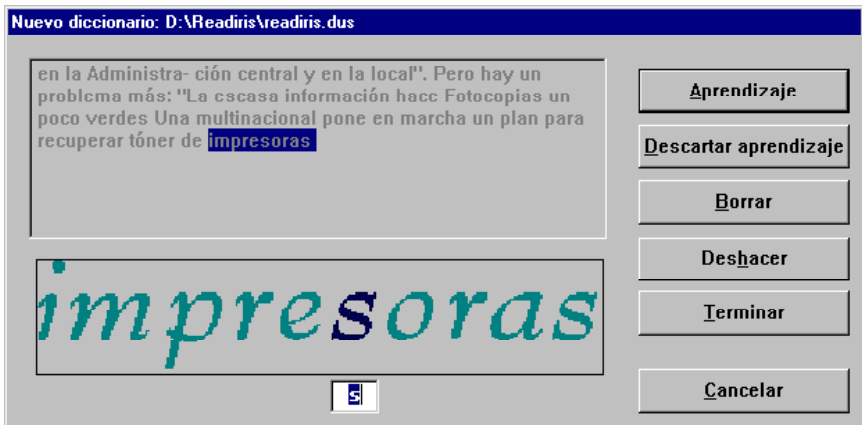 Nuevo diccionario: D:\Readiris\readiris.dus
en la Administra- ción central y en la local". Pero hay un
problcma más: "La cscasa información hacc Fotocopias un
poco verdes Una multinacional pone en marcha un plan para
recuperar tóner de impresoras
impresoras
s
Aprendizaje
Descartar aprendizaje
Borrar
Deshacer
Terminar
Cancelar